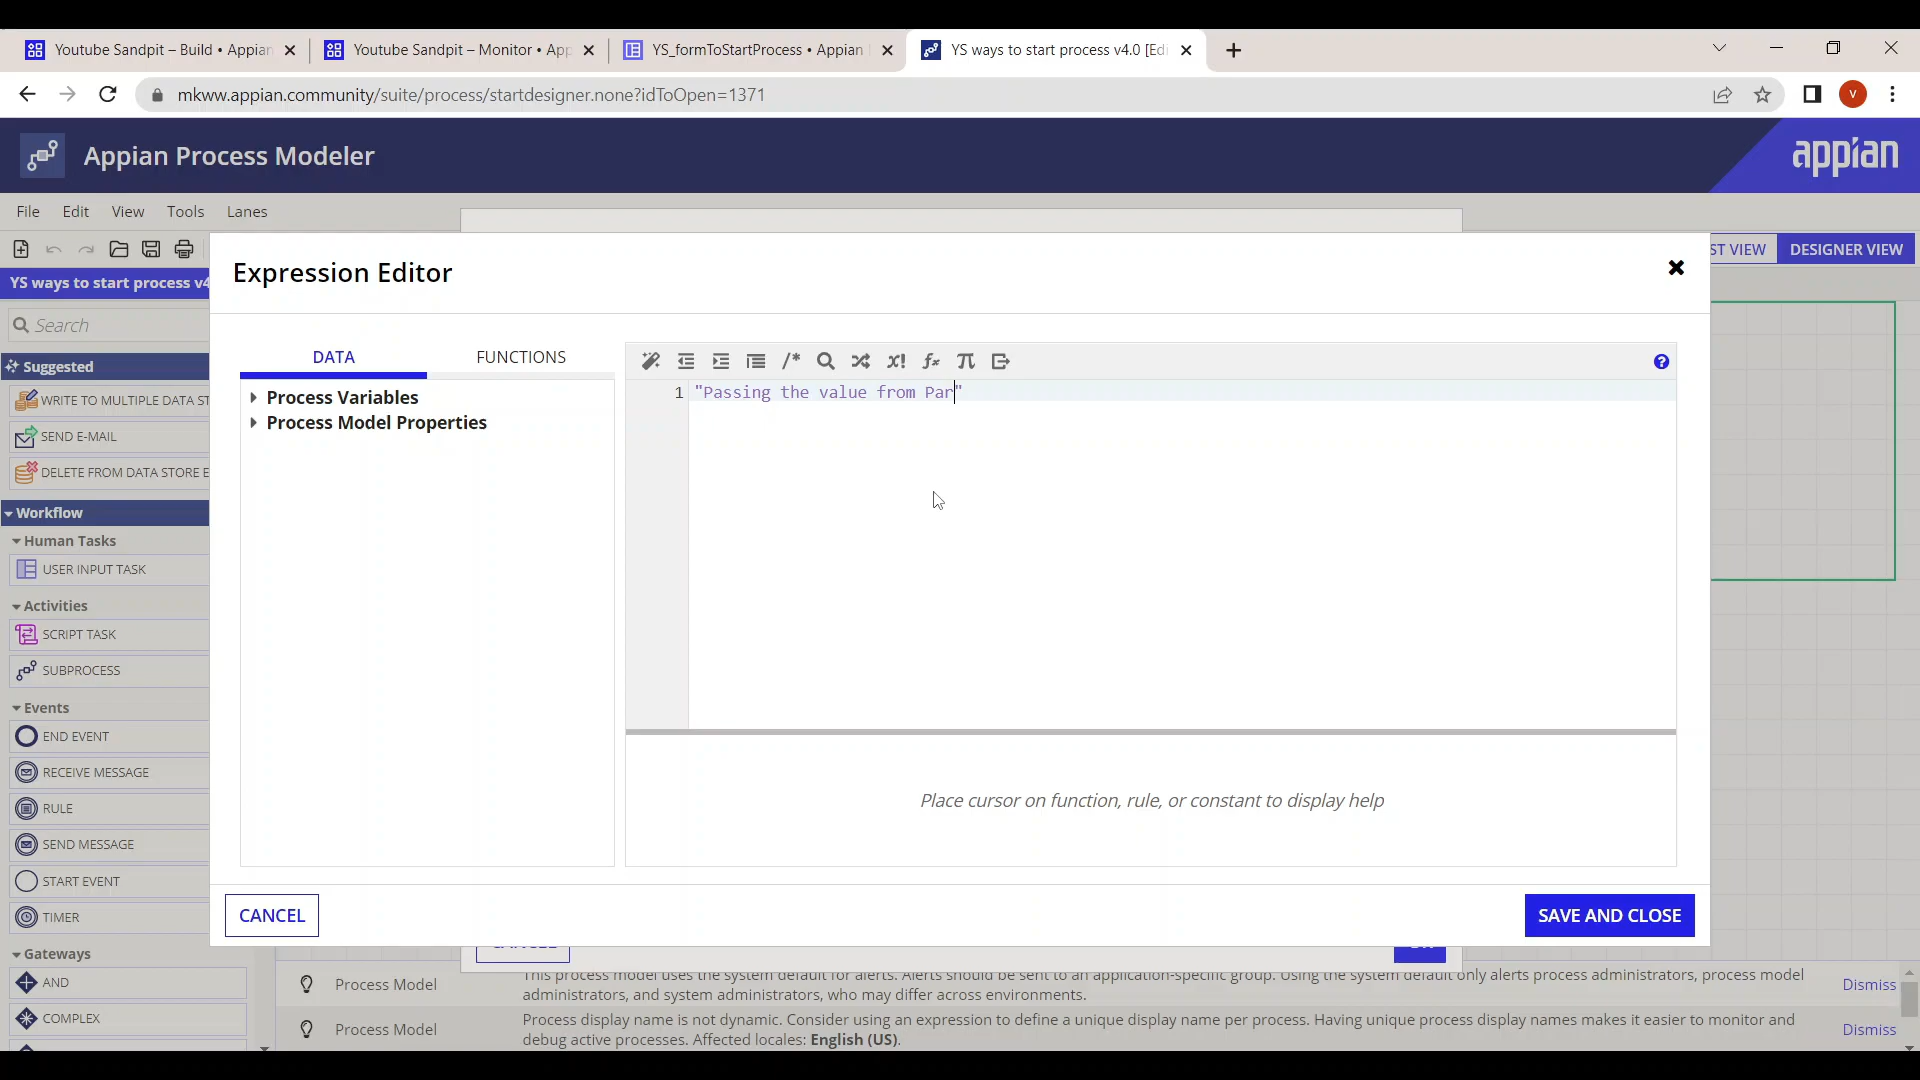 Youtube Sandpit – Build • Appian
Youtube Sandpit – Monitor • App
YS_formToStartProcess • Appian
YS ways to start process v4.0 [Edi
mkww.appian.community/suite/process/startdesigner.none?idToOpen=1371
V
Appian Process Modeler
appian
File Edit View Tools Lanes
ST VIEW
DESIGNER VIEW
YS ways to start process v4
Search
Suggested
WRITE TO MULTIPLE DATA ST
SEND E-MAIL
DELETE FROM DATA STORE E
Workflow
Human Tasks
USER INPUT TASK
Activities
SCRIPT TASK
SUBPROCESS
Events
END EVENT
RECEIVE MESSAGE
RULE
SEND MESSAGE
START EVENT
TIMER
Gateways
AND
COMPLEX
Expression Editor
DATA
FUNCTIONS
Process Variables
Process Model Properties
/*
1 "Passing the value from Par"
Place cursor on function, rule, or constant to display help
CANCEL
SAVE AND CLOSE
Process Model
This process model uses the system default for alerts. Alerts should be sent to an application-specific group. Using the system default only alerts process administrators, process model
administrators, and system administrators, who may differ across environments.
Dismiss
Process Model
Process display name is not dynamic. Consider using an expression to define a unique display name per process. Having unique process display names makes it easier to monitor and
debug active processes. Affected locales: English (US).
Dismiss